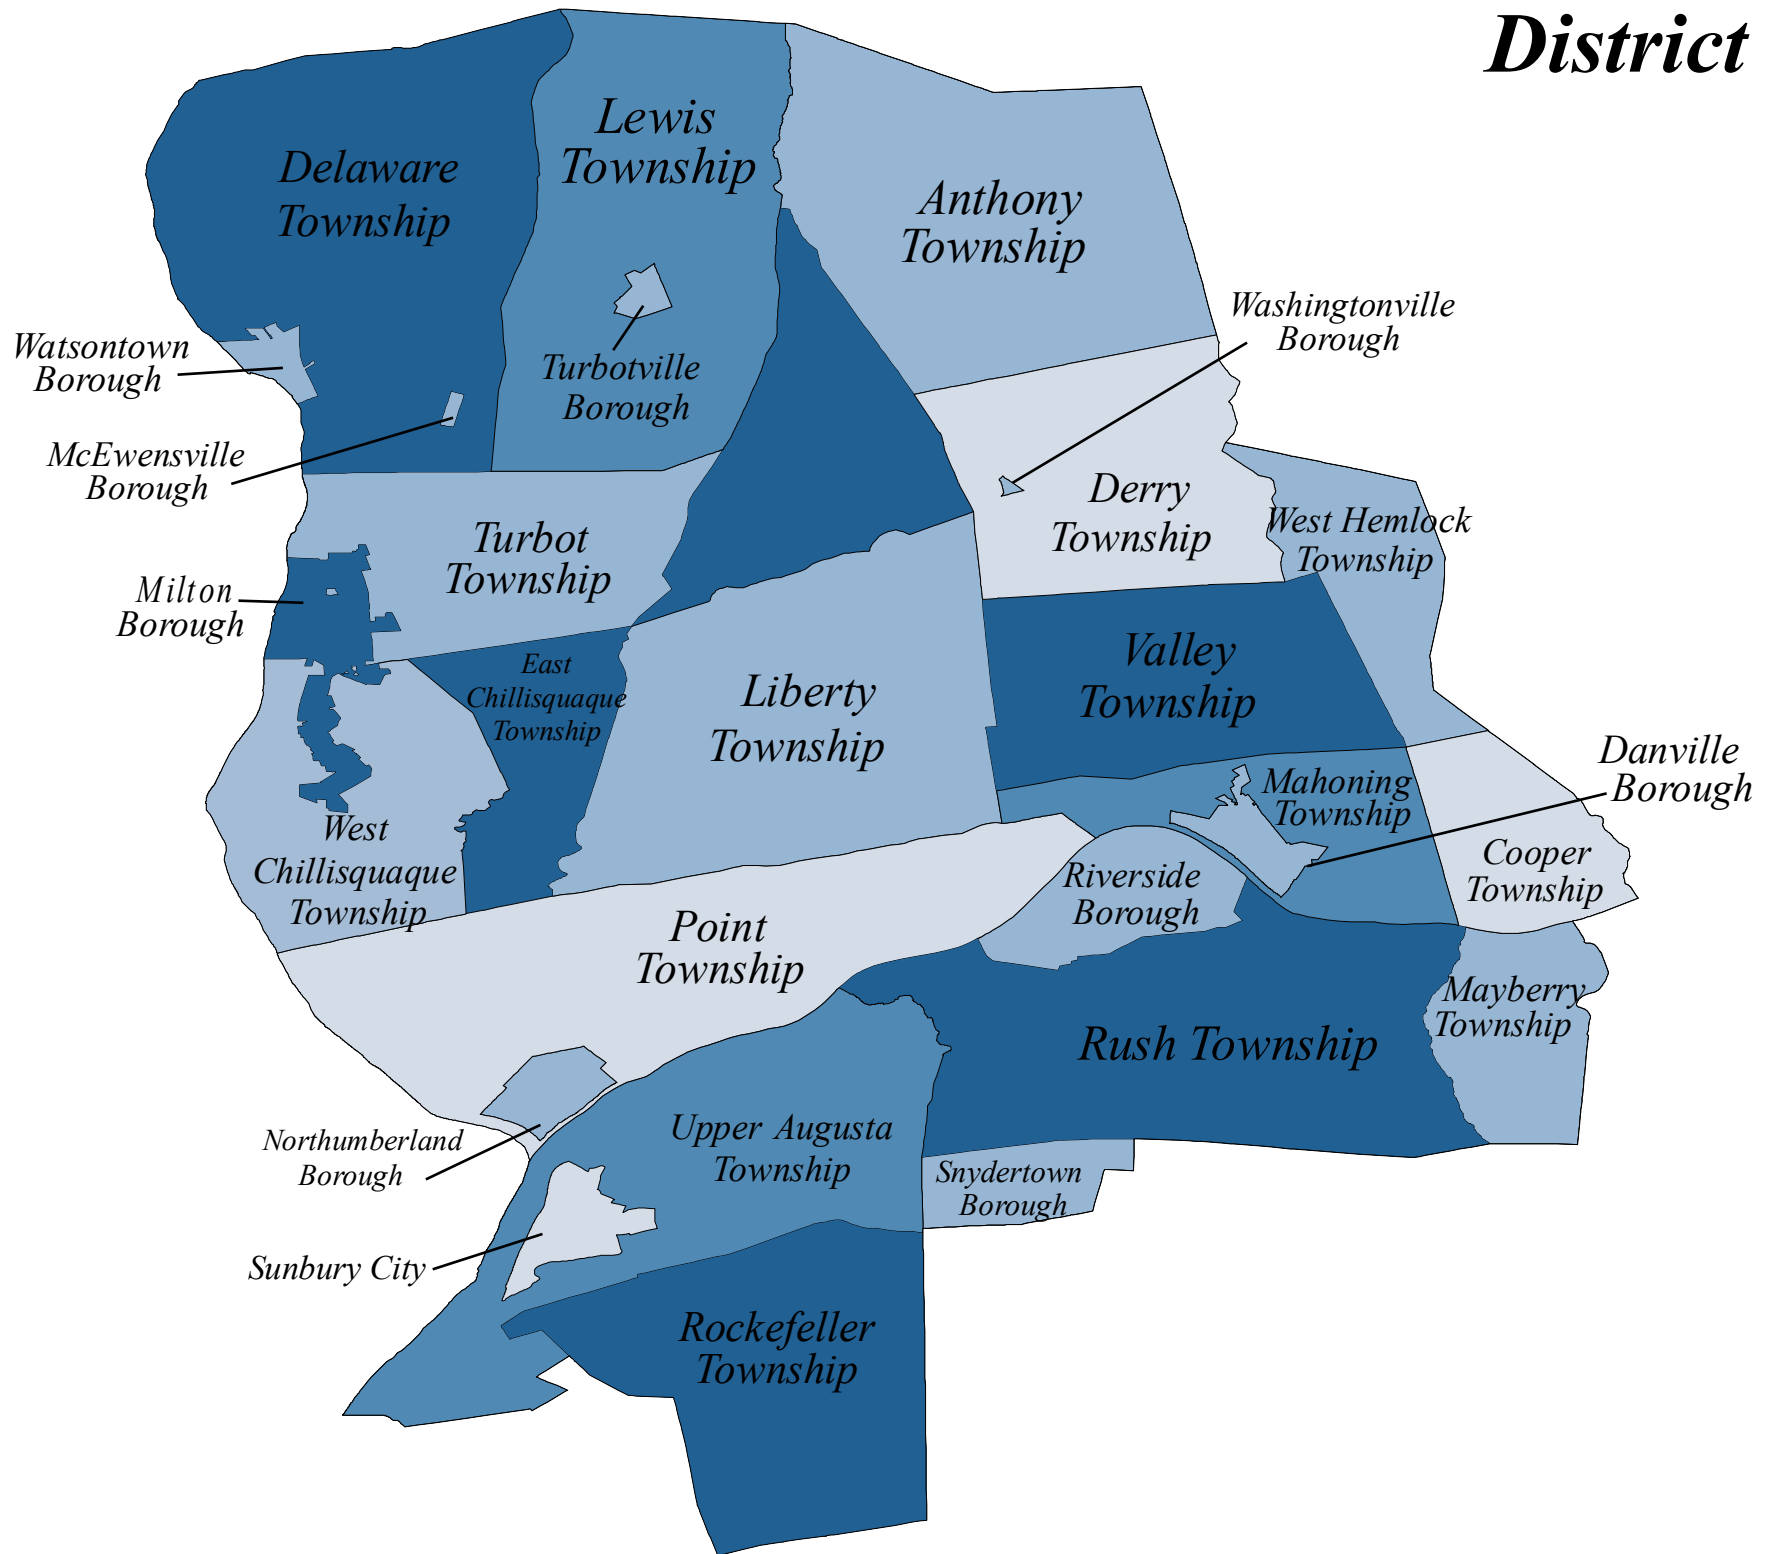 District
Lewis
Township
Delaware
Township
Anthony
Township
Washingtonville
Borough
Watsontown
Borough
Turbotville
Borough
McEwensville
Borough
Derry
Township
West Hemlock
Township
Turbot
Township
Milton
Borough
East
Chillisquaque
Township
Liberty
Township
Valley
Township
Danville
Borough
Mahoning
Township
West
Chillisquaque
Township
Cooper
Township
Riverside
Borough
Point
Township
Mayberry
Township
Rush Township
Northumberland
Borough
Upper Augusta
Township
Snydertown
Borough
Sunbury City
Rockefeller
Township